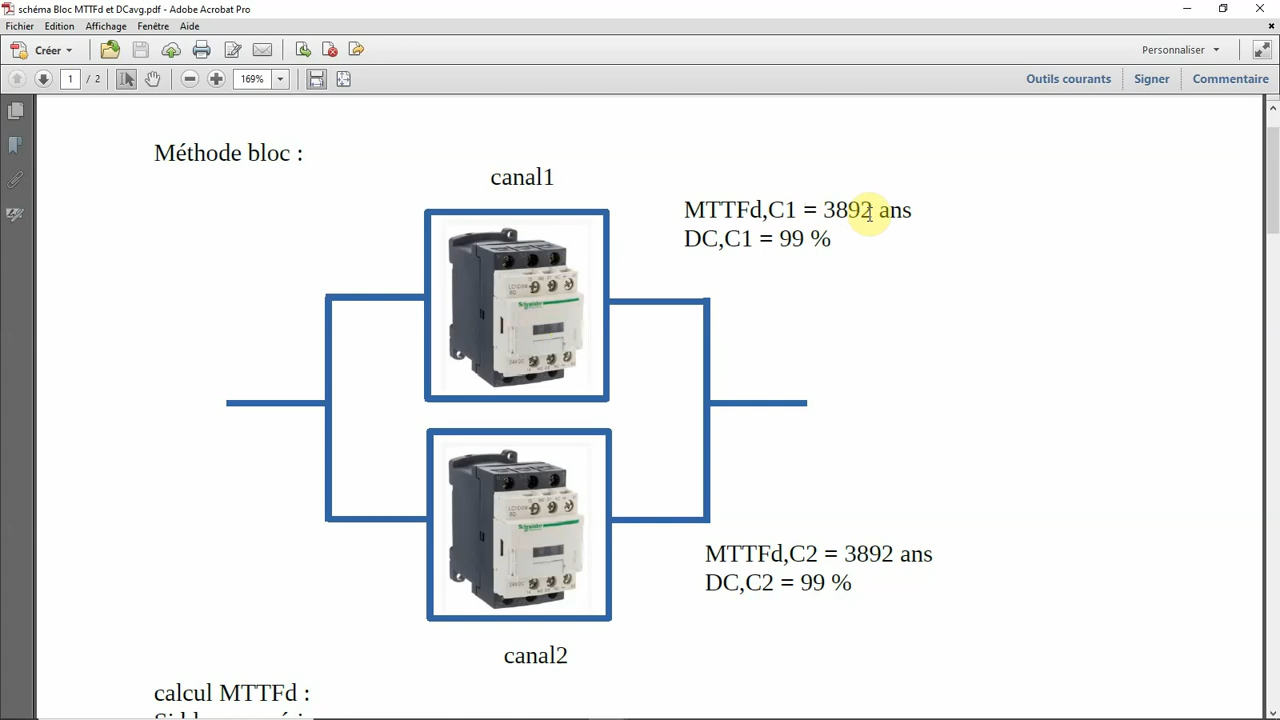 schéma Bloc MTTFd et DCavg.pdf - Adobe Acrobat Pro
Fichier Edition Affichage Fenêtre Aide
Créer
Personnaliser
1 / 2
169%
Outils courants Signer Commentaire
Méthode bloc :
canal1
MTTFd,C1 = 3892 ans
DC,C1 = 99 %
Schneider
Schneider
MTTFd,C2 = 3892 ans
DC,C2 = 99 %
canal2
calcul MTTFd :